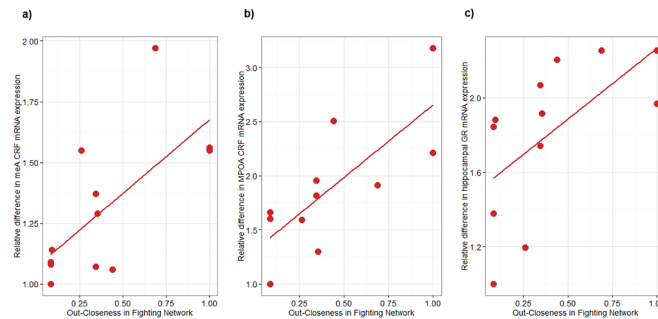 a)
Relative difference in meA CRF mRNA expression
2.00
1.75
1.50
1.25
1.00
0.25
0.50
0.75
1.00
Out-Closeness in Fighting Network
b)
Relative difference in MPOA CRF mRNA expression
3.0
2.5
2.0
1.5
1.0
0.25
0.50
0.75
1.00
Out-Closeness in Fighting Network
c)
Relative difference in hippocampal GR mRNA expression
2.0
1.6
1.2
0.25
0.50
0.75
1.00
Out-Closeness in Fighting Network